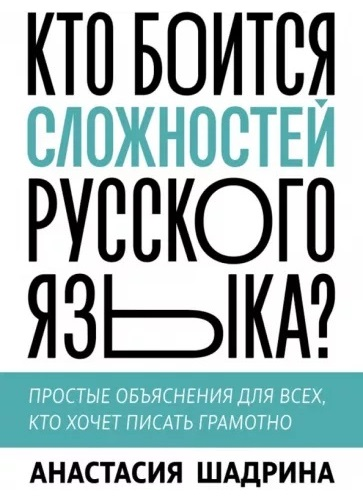 КТО БОИТСЯ
СЛОЖНОСТЕЙ
РУССКОГО
ЯЗЫКА?
ПРОСТЫЕ ОБЪЯСНЕНИЯ ДЛЯ ВСЕХ,
КТО ХОЧЕТ ПИСАТЬ ГРАМОТНО
АНАСТАСИЯ ШАДРИНА